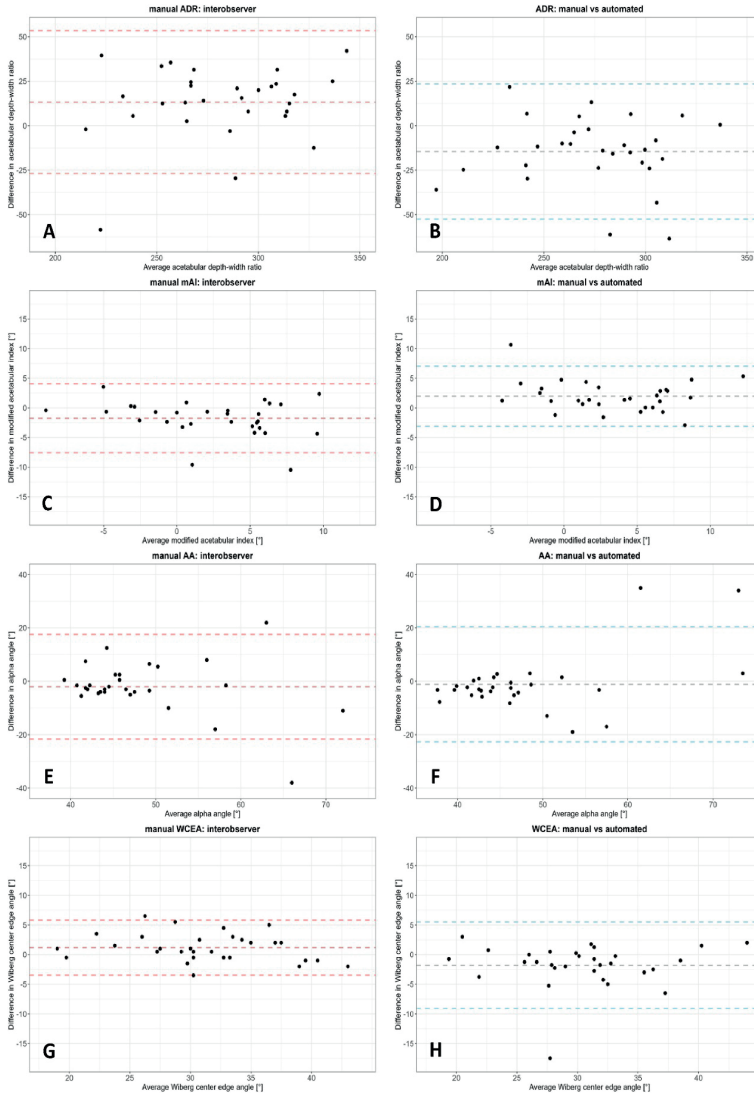 manual ADR: interobserver
Difference in acetabular depth-width ratio
50
25
0
-25
-50
A
200
250
300
350
Average acetabular depth-width ratio
ADR: manual vs automated
Difference in acetabular depth-width ratio
50
25
0
-25
-50
B
200
250
300
350
Average acetabular depth-width ratio
manual mAI: interobserver
Difference in modified acetabular index [°]
15
10
5
0
-5
-10
-15
C
-5
0
5
10
Average modified acetabular index [°]
mAI: manual vs automated
Difference in modified acetabular index [°]
15
10
5
0
-5
-10
-15
D
-5
0
5
10
Average modified acetabular index [°]
manual AA: interobserver
Difference in alpha angle [°]
40
20
0
-20
-40
E
40
50
60
70
Average alpha angle [°]
AA: manual vs automated
Difference in alpha angle [°]
40
20
0
-20
-40
F
40
50
60
70
Average alpha angle [°]
manual WCEA: interobserver
Difference in Wiberg center edge angle [°]
15
10
5
0
-5
-10
-15
G
20
25
30
35
40
Average Wiberg center edge angle [°]
WCEA: manual vs automated
Difference in Wiberg center edge angle [°]
15
10
5
0
-5
-10
-15
H
20
25
30
35
40
Average Wiberg center edge angle [°]